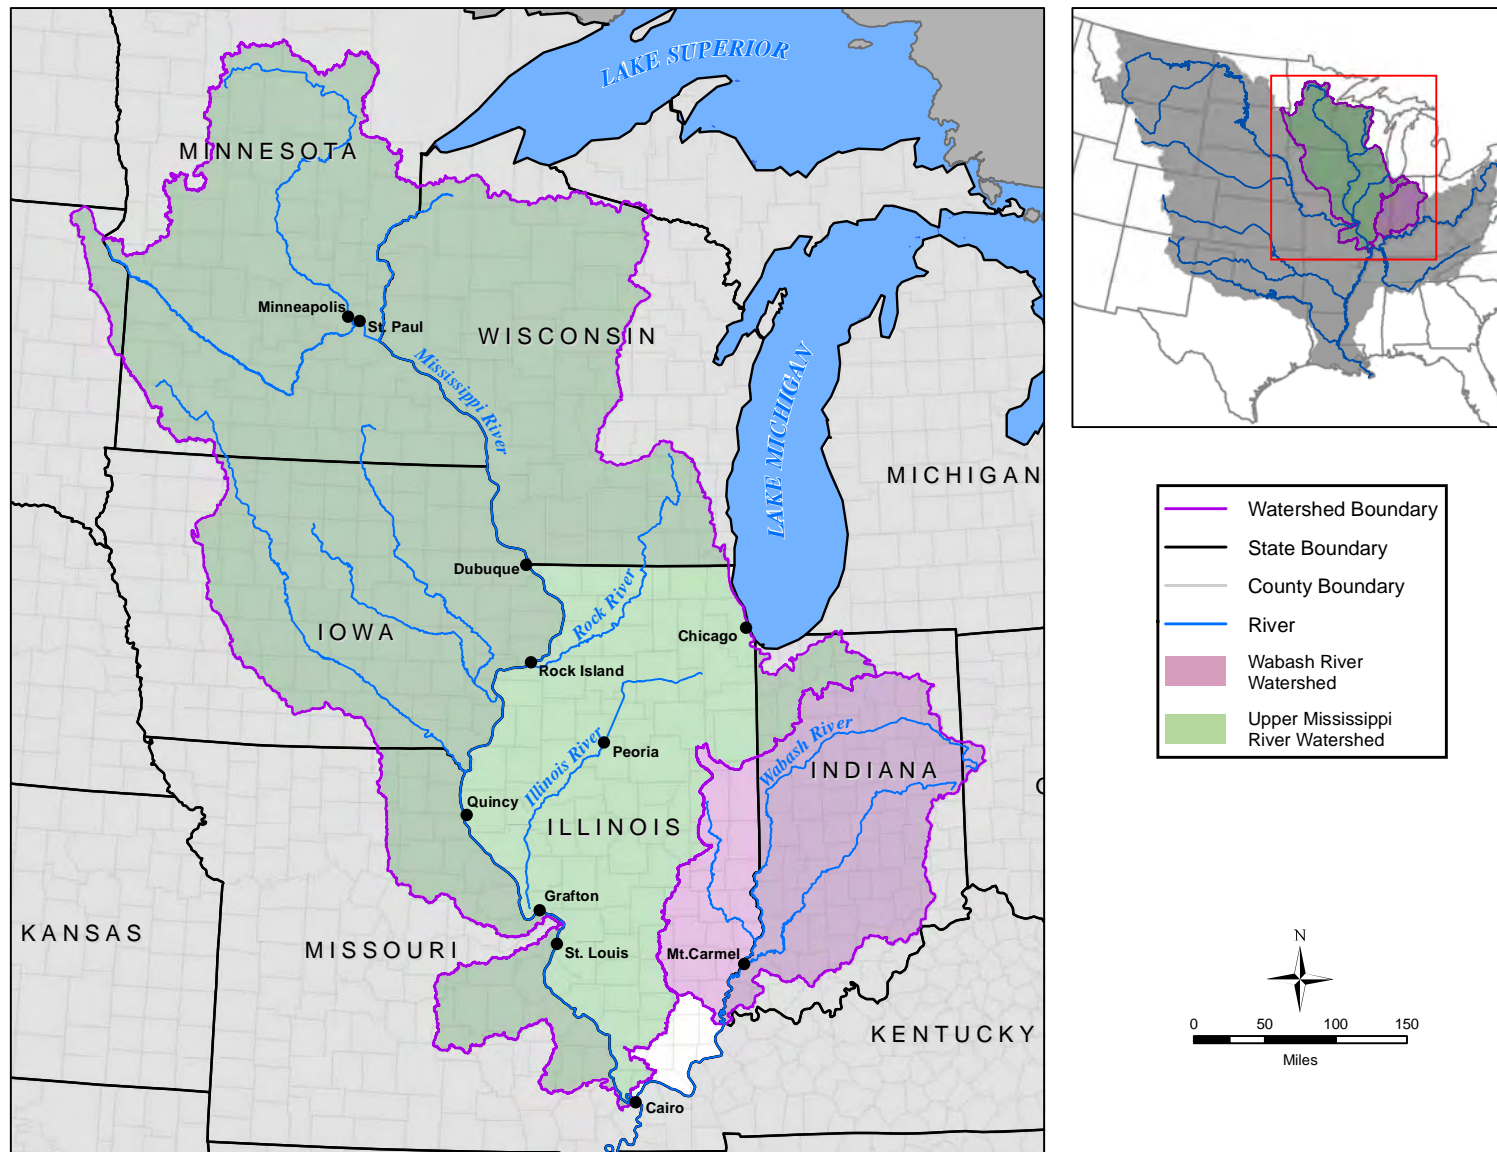 LAKE SUPERIOR
MINNESOTA
Minneapolis
St. Paul
WISCONSIN
Mississippi River
LAKE MICHIGAN
MICHIGAN
Dubuque
Rock River
IOWA
Chicago
Rock Island
Illinois River
Peoria
Wabash River
INDIANA
Quincy
ILLINOIS
O
Grafton
KANSAS
MISSOURI
St. Louis
Mt.Carmel
KENTUCKY
Cairo
Watershed Boundary
State Boundary
County Boundary
River
Wabash River
Watershed
Upper Mississippi
River Watershed
N
0 50 100 150
Miles